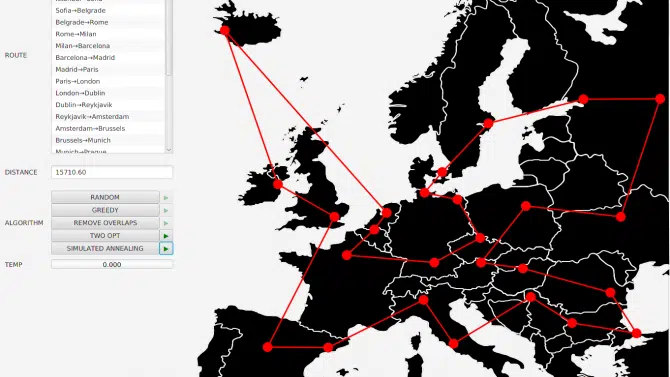 Sofia→Belgrade
Belgrade→Rome
Rome→Milan
Milan→Barcelona
Barcelona→Madrid
ROUTE
Madrid→Paris
Paris→London
London→Dublin
Dublin→Reykjavik
Reykjavik→Amsterdam
Amsterdam→Brussels
Brussels→Munich
Munich→Prague
DISTANCE 15710.60
RANDOM
GREEDY
ALGORITHM REMOVE OVERLAPS
TWO OPT
SIMULATED ANNEALING
TEMP 0.000